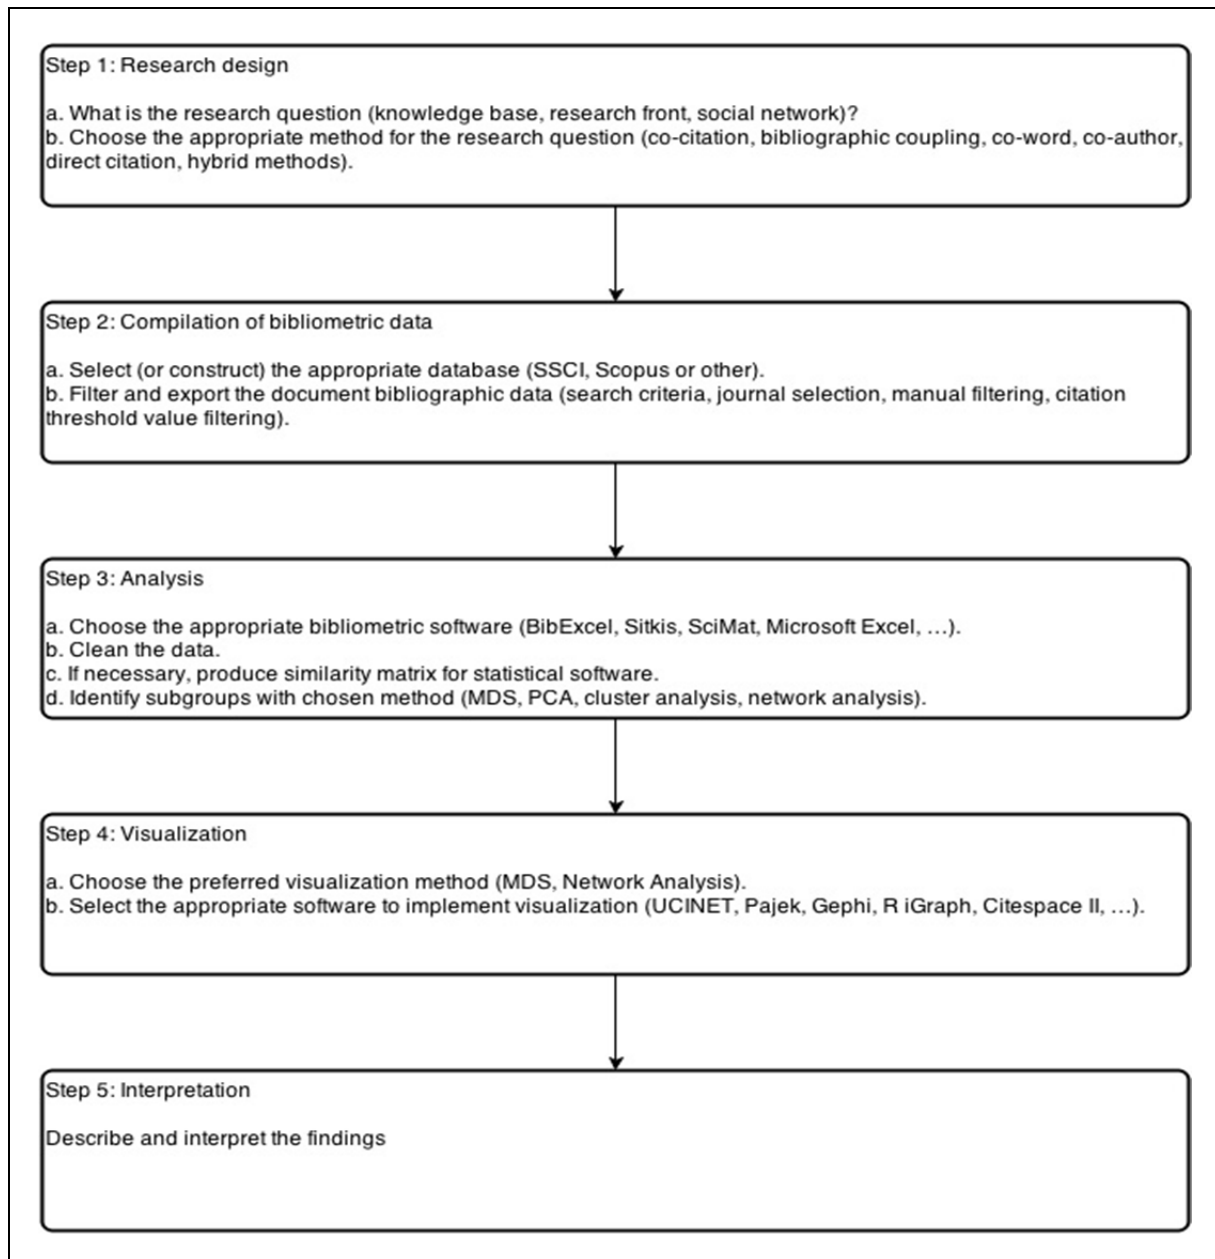 Step 1: Research design
a. What is the research question (knowledge base, research front, social network)?
b. Choose the appropriate method for the research question (co-citation, bibliographic coupling, co-word, co-author,
direct citation, hybrid methods).
Step 2: Compilation of bibliometric data
a. Select (or construct) the appropriate database (SSCI, Scopus or other).
b. Filter and export the document bibliographic data (search criteria, journal selection, manual filtering, citation
threshold value filtering).
Step 3: Analysis
a. Choose the appropriate bibliometric software (BibExcel, Sitkis, SciMat, Microsoft Excel, ...).
b. Clean the data.
c. If necessary, produce similarity matrix for statistical software.
d. Identify subgroups with chosen method (MDS, PCA, cluster analysis, network analysis).
Step 4: Visualization
a. Choose the preferred visualization method (MDS, Network Analysis).
b. Select the appropriate software to implement visualization (UCINET, Pajek, Gephi, R iGraph, Citespace II, ...).
Step 5: Interpretation
Describe and interpret the findings